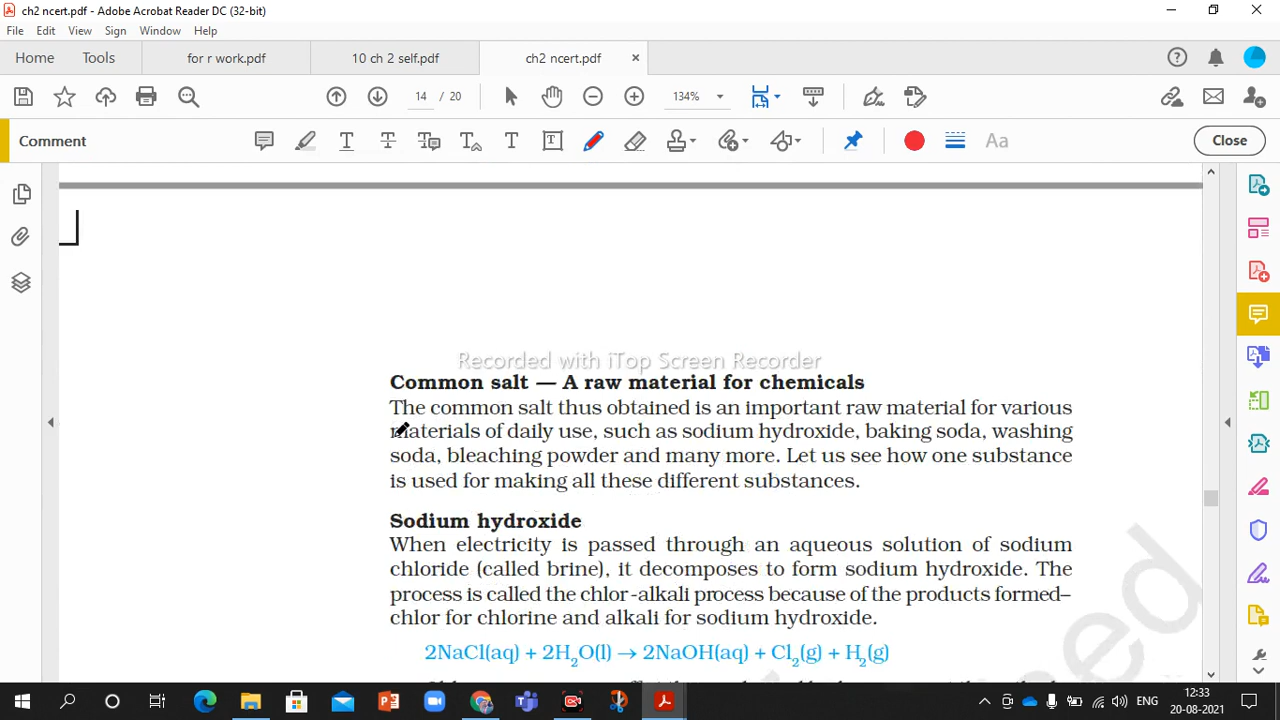 ch2 ncert.pdf - Adobe Acrobat Reader DC (32-bit)
File Edit View Sign Window Help
Home Tools for r work.pdf 10 ch 2 self.pdf ch2 ncert.pdf ×
14 / 20 134%
Comment Aa Close
Recorded with iTop Screen Recorder
Common salt — A raw material for chemicals
The common salt thus obtained is an important raw material for various
materials of daily use, such as sodium hydroxide, baking soda, washing
soda, bleaching powder and many more. Let us see how one substance
is used for making all these different substances.
Sodium hydroxide
When electricity is passed through an aqueous solution of sodium
chloride (called brine), it decomposes to form sodium hydroxide. The
process is called the chlor-alkali process because of the products formed–
chlor for chlorine and alkali for sodium hydroxide.
2NaCl(aq) + 2H₂O(l) → 2NaOH(aq) + Cl₂(g) + H₂(g)
ENG 12:33
20-08-2021